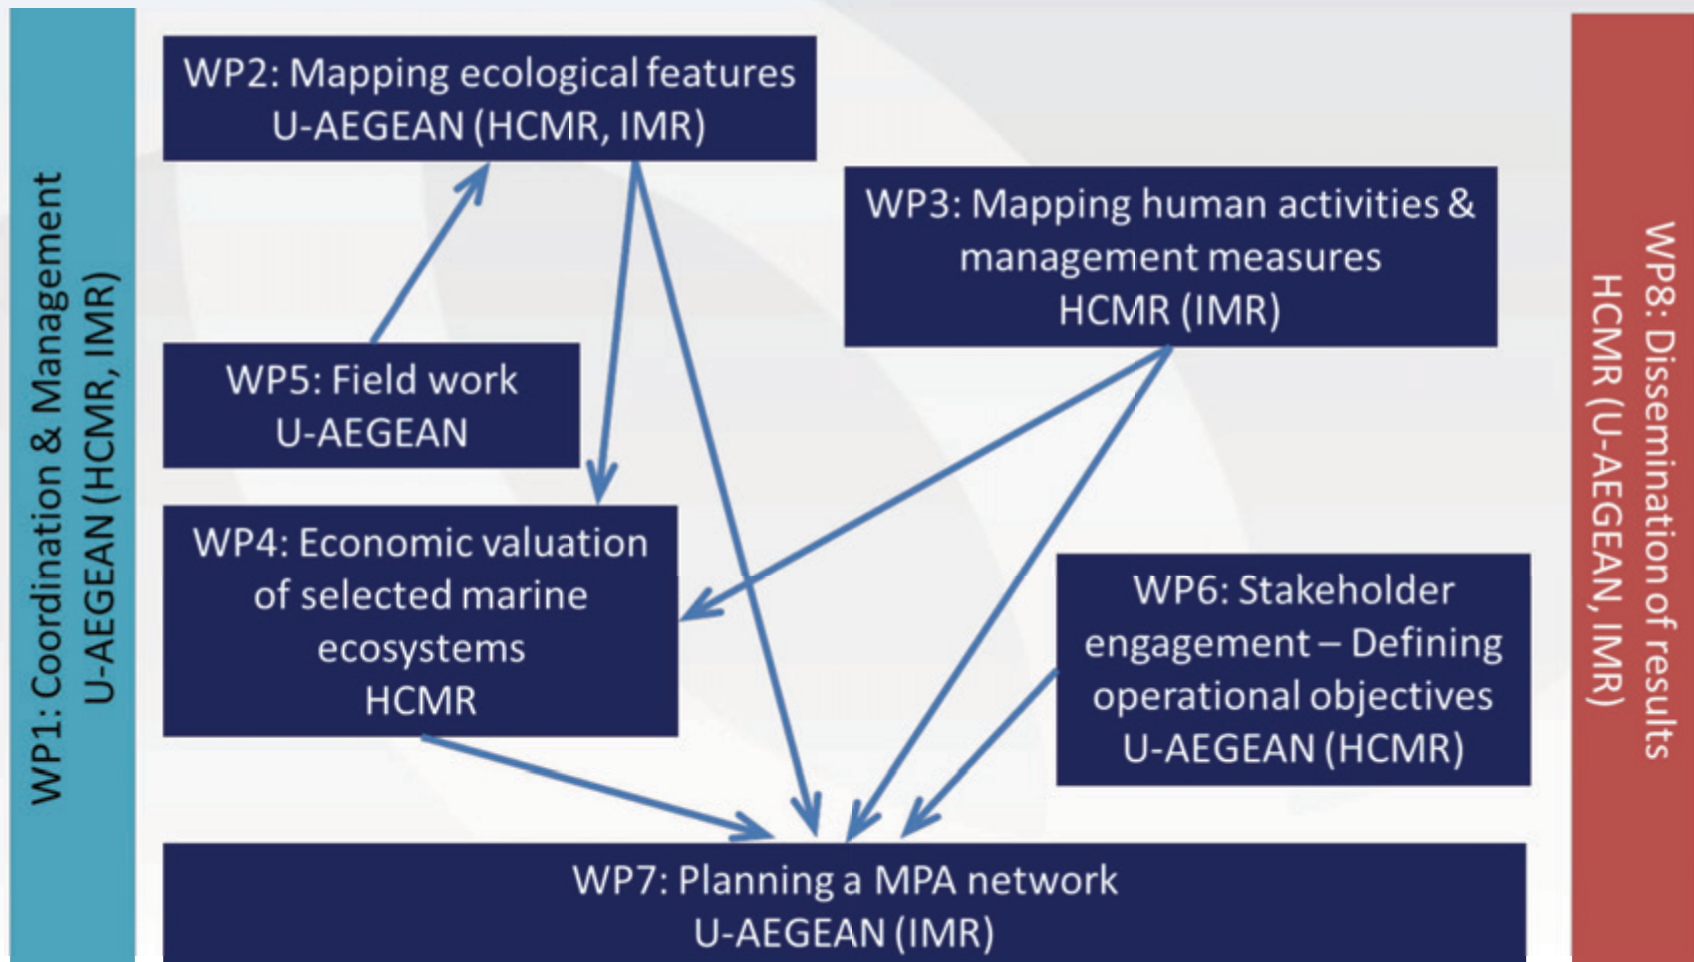 WP1: Coordination & Management
U-AEGEAN (HCMR, IMR)
WP2: Mapping ecological features
U-AEGEAN (HCMR, IMR)
WP3: Mapping human activities &
management measures
HCMR (IMR)
WP5: Field work
U-AEGEAN
WP4: Economic valuation
of selected marine
ecosystems
HCMR
WP6: Stakeholder
engagement – Defining
operational objectives
U-AEGEAN (HCMR)
WP7: Planning a MPA network
U-AEGEAN (IMR)
WP8: Dissemination of results
HCMR (U-AEGEAN, IMR)